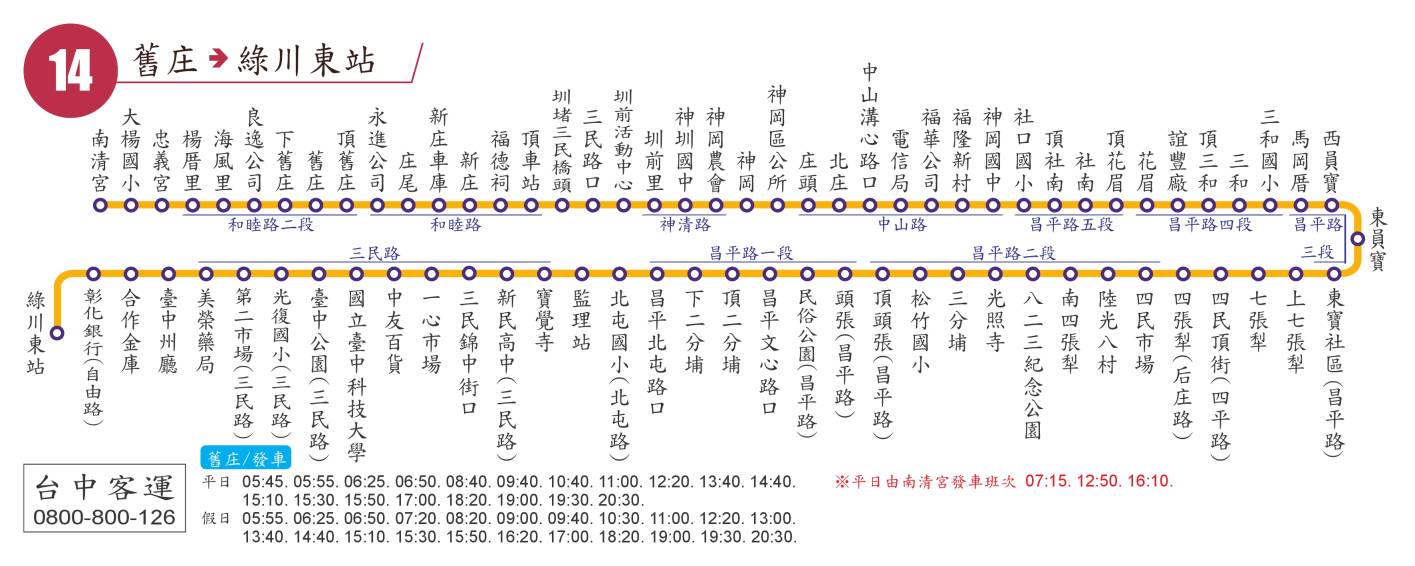 14
舊庄➔綠川東站
南清宮
大楊國小
忠義宮
楊厝里
海風里
良逸公司
下舊庄
舊庄
頂舊庄
永進公司
庄尾
新庄車庫
新庄
福德祠
頂車站
圳堵三民橋頭
三民路口
圳前活動中心
圳前里
神圳國中
神岡農會
神岡
神岡區公所
庄頭
北庄
中山溝心路口
電信局
福華公司
福隆新村
神岡國中
社口國小
頂社南
社南
頂花眉
花眉
誼豐廠
頂三和
三和
三和國小
馬岡厝
西員寶
東員寶
和睦路二段
和睦路
神清路
中山路
昌平路五段
昌平路四段
昌平路
三段
三民路
昌平路一段
昌平路二段
綠川東站
彰化銀行(自由路)
合作金庫
臺中州廳
美榮藥局
第二市場(三民路)
光復國小(三民路)
臺中公園(三民路)
國立臺中科技大學
中友百貨
一心市場
三民錦中街口
新民高中(三民路)
寶覺寺
監理站
北屯國小(北屯路)
昌平北屯路口
下二分埔
頂二分埔
昌平文心路口
民俗公園(昌平路)
頭張(昌平路)
頂頭張(昌平路)
松竹國小
三分埔
光照寺
八二三紀念公園
南四張犁
陸光八村
四民市場
四張犁(后庄路)
四民頂街(四平路)
七張犁
上七張犁
東寶社區(昌平路)
台中客運
0800-800-126
舊庄/發車
平日 05:45. 05:55. 06:25. 06:50. 08:40. 09:40. 10:40. 11:00. 12:20. 13:40. 14:40.
15:10. 15:30. 15:50. 17:00. 18:20. 19:00. 19:30. 20:30.
假日 05:55. 06:25. 06:50. 07:20. 08:20. 09:00. 09:40. 10:30. 11:00. 12:20. 13:00.
13:40. 14:40. 15:10. 15:30. 15:50. 16:20. 17:00. 18:20. 19:00. 19:30. 20:30.
※平日由南清宮發車班次 07:15. 12:50. 16:10.